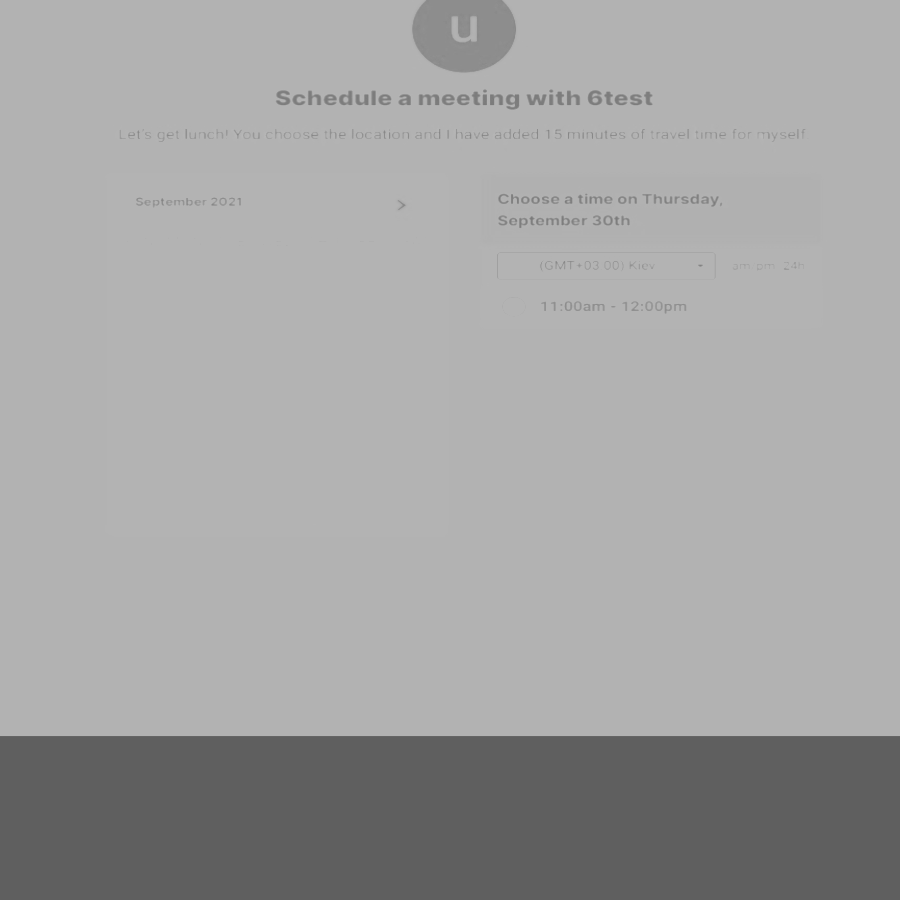 u
Schedule a meeting with 6test
Let's get lunch! You choose the location and I have added 15 minutes of travel time for myself
September 2021
Choose a time on Thursday,
September 30th
(GMT+03:00) Kiev
am/pm 24h
11:00am - 12:00pm